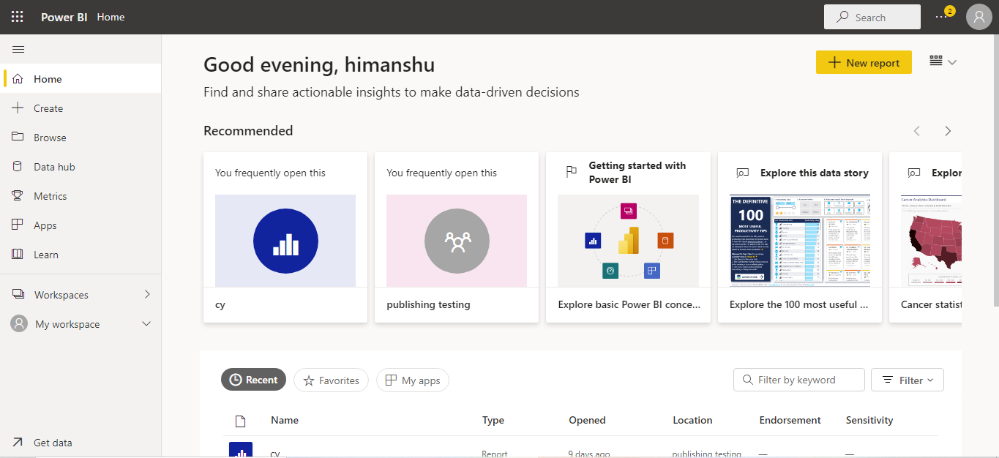 Power BI Home
Search
2
Good evening, himanshu
New report
Find and share actionable insights to make data-driven decisions
Home
Create
Browse
Data hub
Metrics
Apps
Learn
Workspaces
My workspace
Get data
Recommended
You frequently open this
cy
You frequently open this
publishing testing
Getting started with
Power BI
Explore basic Power BI conce...
Explore this data story
THE DEFINITIVE
100
MOST USEFUL
PRODUCTIVITY TIPS
LEARN MORE
Explore the 100 most useful ...
Explor
Cancer Analytics Dashboard
Cancer statist
Recent
Favorites
My apps
Filter by keyword
Filter
Name Type Opened Location Endorsement Sensitivity
cy Report 9 days ago publishing testing — —